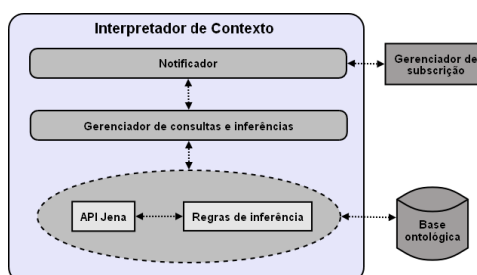 Interpretador de Contexto
Notificador
Gerenciador de
subscrição
Gerenciador de consultas e inferências
API Jena
Regras de inferência
Base
ontológica